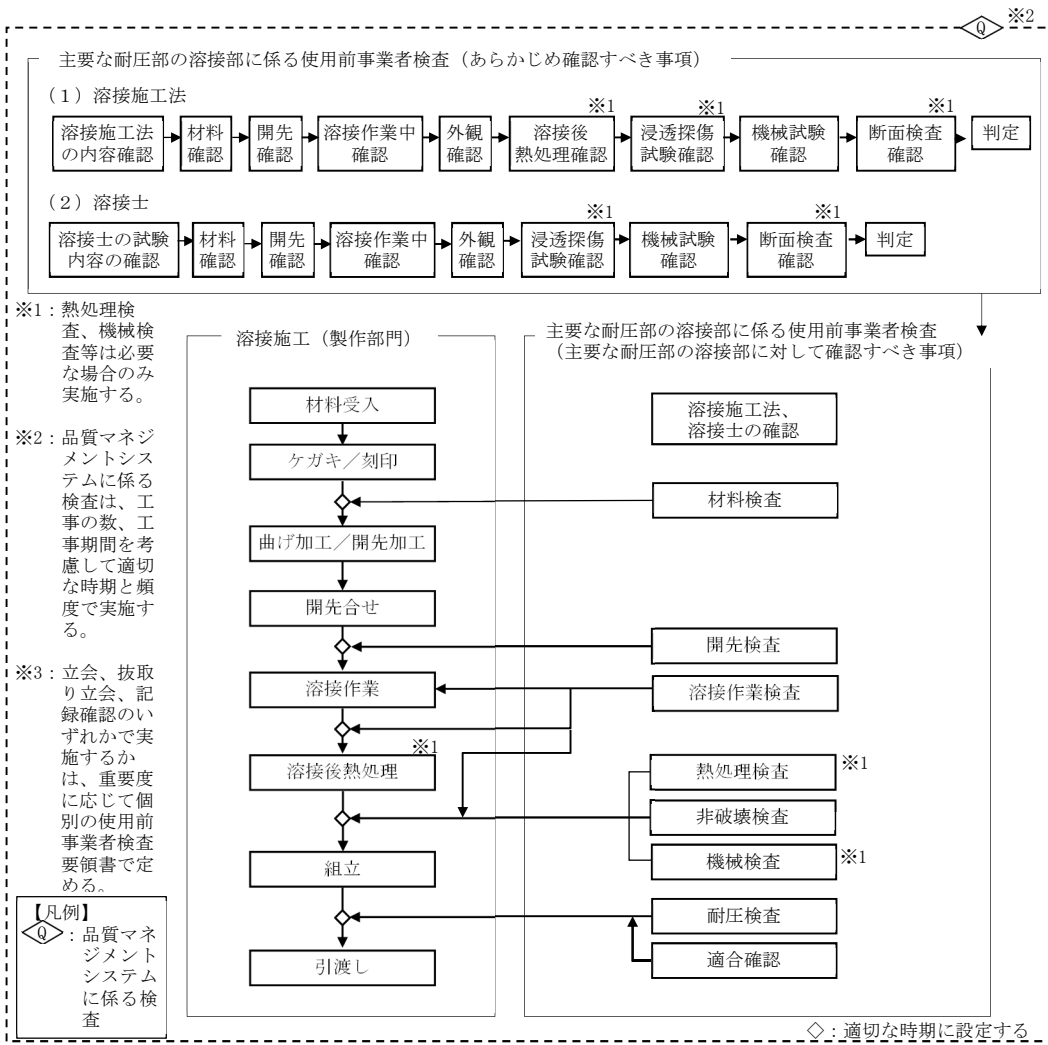 Q ※2
主要な耐圧部の溶接部に係る使用前事業者検査（あらかじめ確認すべき事項）
（1）溶接施工法
※1
※1
※1
溶接施工法
の内容確認
材料
確認
開先
確認
溶接作業中
確認
外観
確認
溶接後
熱処理確認
浸透探傷
試験確認
機械試験
確認
断面検査
確認
判定
（2）溶接士
※1
※1
溶接士の試験
内容の確認
材料
確認
開先
確認
溶接作業中
確認
外観
確認
浸透探傷
試験確認
機械試験
確認
断面検査
確認
判定
※1：熱処理検
査、機械検
査等は必要
な場合のみ
実施する。
※2：品質マネジ
メントシス
テムに係る
検査は、工
事の数、工
事期間を考
慮して適切
な時期と頻
度で実施す
る。
※3：立会、抜取
り立会、記
録確認のい
ずれかで実
施するか
は、重要度
に応じて個
別の使用前
事業者検査
要領書で定
める。
【凡例】
Q：品質マネ
ジメント
システム
に係る検
査
溶接施工（製作部門）
材料受入
ケガキ／刻印
曲げ加工／開先加工
開先合せ
溶接作業
※1
溶接後熱処理
組立
引渡し
主要な耐圧部の溶接部に係る使用前事業者検査
（主要な耐圧部の溶接部に対して確認すべき事項）
溶接施工法、
溶接士の確認
材料検査
開先検査
溶接作業検査
熱処理検査 ※1
非破壊検査
機械検査 ※1
耐圧検査
適合確認
◇：適切な時期に設定する